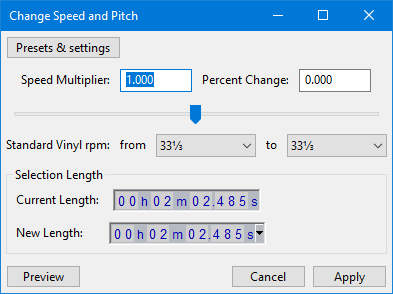 Change Speed and Pitch
Presets & settings
Speed Multiplier: 1.000 Percent Change: 0.000
Standard Vinyl rpm: from 33⅓ to 33⅓
Selection Length
Current Length: 00h02m02.485s
New Length: 00h02m02.485s
Preview Cancel Apply